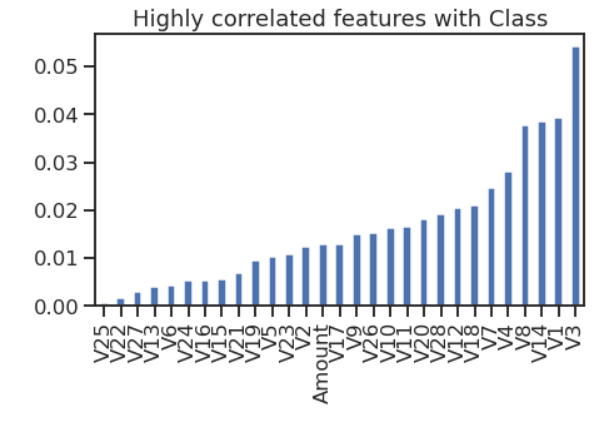 Highly correlated features with Class
0.05
0.04
0.03
0.02
0.01
0.00
V25
V22
V27
V13
V6
V24
V16
V15
V21
V19
V5
V23
V2
Amount
V17
V9
V26
V10
V11
V20
V28
V12
V18
V7
V4
V8
V14
V1
V3